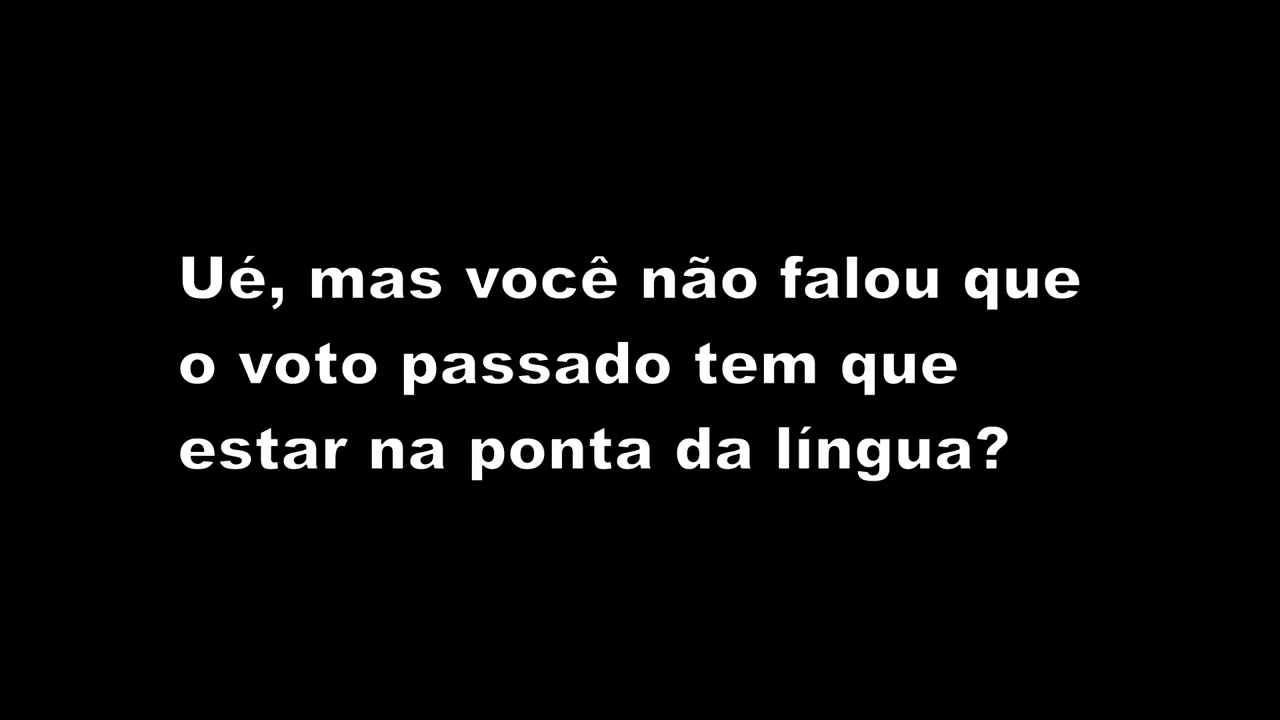 Ué, mas você não falou que
o voto passado tem que
estar na ponta da língua?